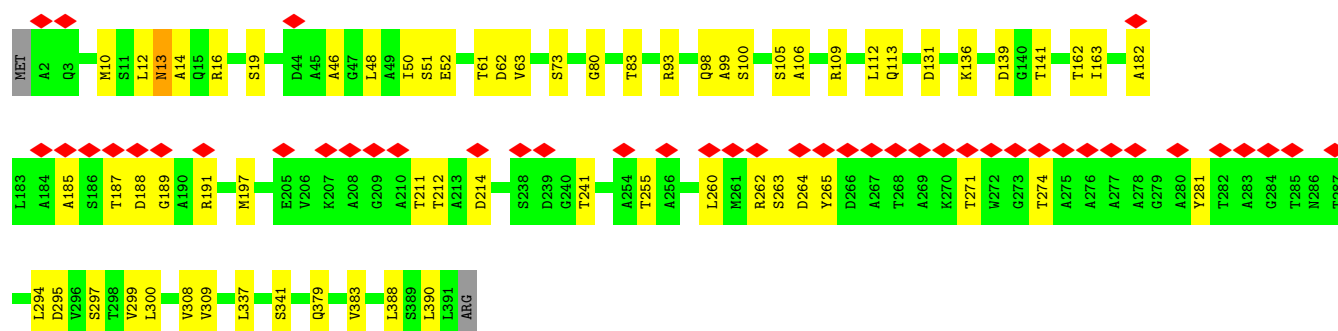 MET A2 Q3 M10 S11 L12 N13 A14 Q15 R16 S19 D44 A45 A46 G47 L48 A49 I50 S51 E52 T61 D62 V63 S73 G80 T83 R93 Q98 A99 S100 S105 A106 R109 L112 Q113 D131 K136 D139 G140 T141 T162 I163 A182
L183 A184 A185 S186 T187 D188 G189 A190 R191 M197 E205 V206 K207 A208 G209 A210 T211 T212 A213 D214 S238 D239 G240 T241 A254 T255 A256 L260 M261 R262 S263 D264 Y265 D266 A267 T268 A269 K270 T271 W272 G273 T274 A275 A276 A277 A278 G279 A280 Y281 T282 A283 G284 T285 N286 T287
L294 D295 V296 S297 T298 V299 L300 V308 V309 L337 S341 Q379 V383 L388 S389 L390 L391 ARG